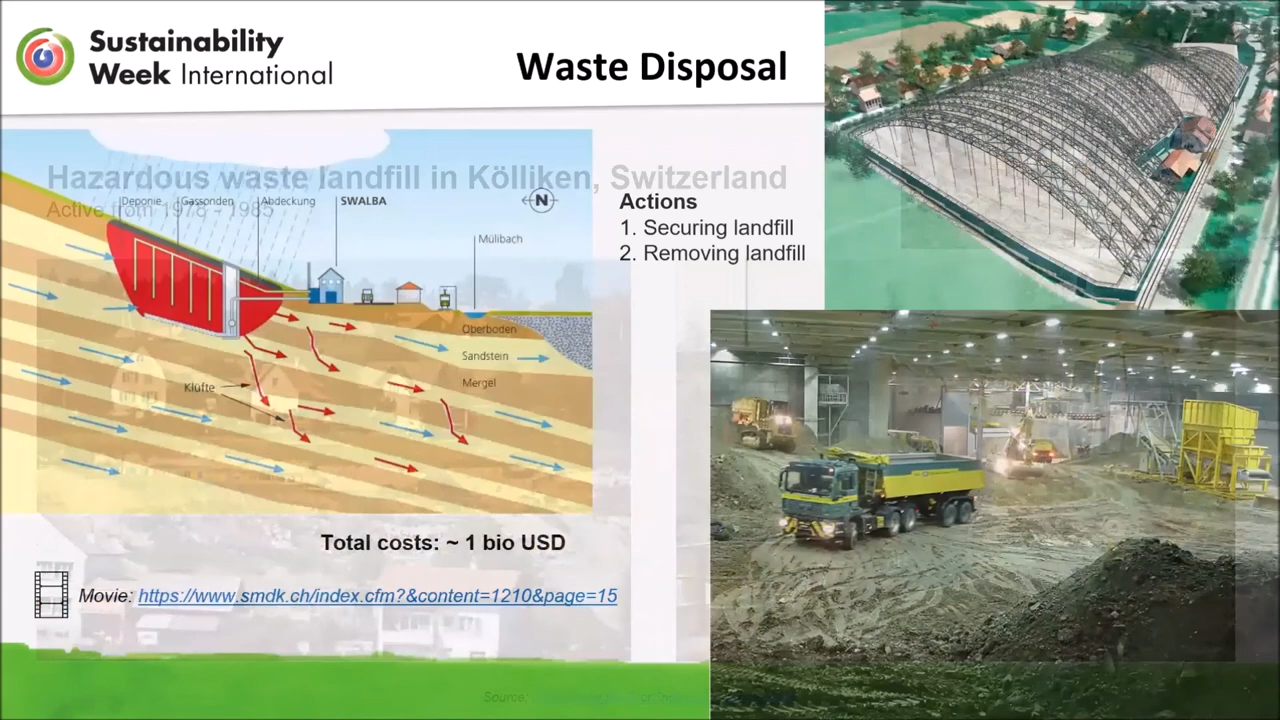 Sustainability
Week International
Waste Disposal
Hazardous waste landfill in Kölliken, Switzerland
Active from 1978 - 1985
Deponie
Gassonden
Abdeckung
SWALBA
N
Mülibach
Actions
1. Securing landfill
2. Removing landfill
Oberboden
Sandstein
Mergel
Klüfte
Total costs: ~ 1 bio USD
Movie: https://www.smdk.ch/index.cfm?&content=1210&page=15
Source: